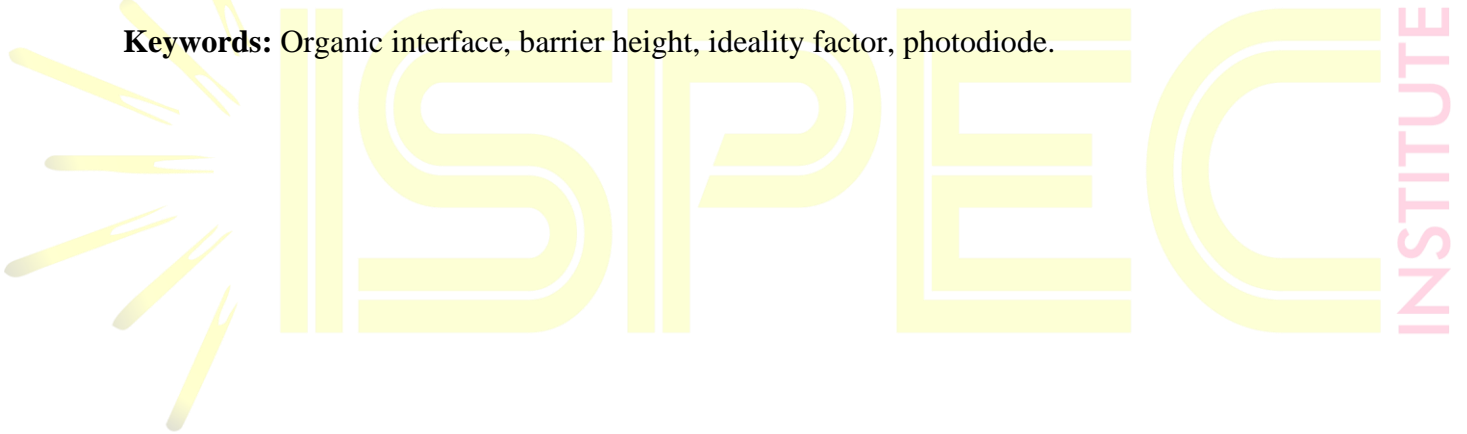 Keywords: Organic interface, barrier height, ideality factor, photodiode.
ISPEC
INSTITUTE